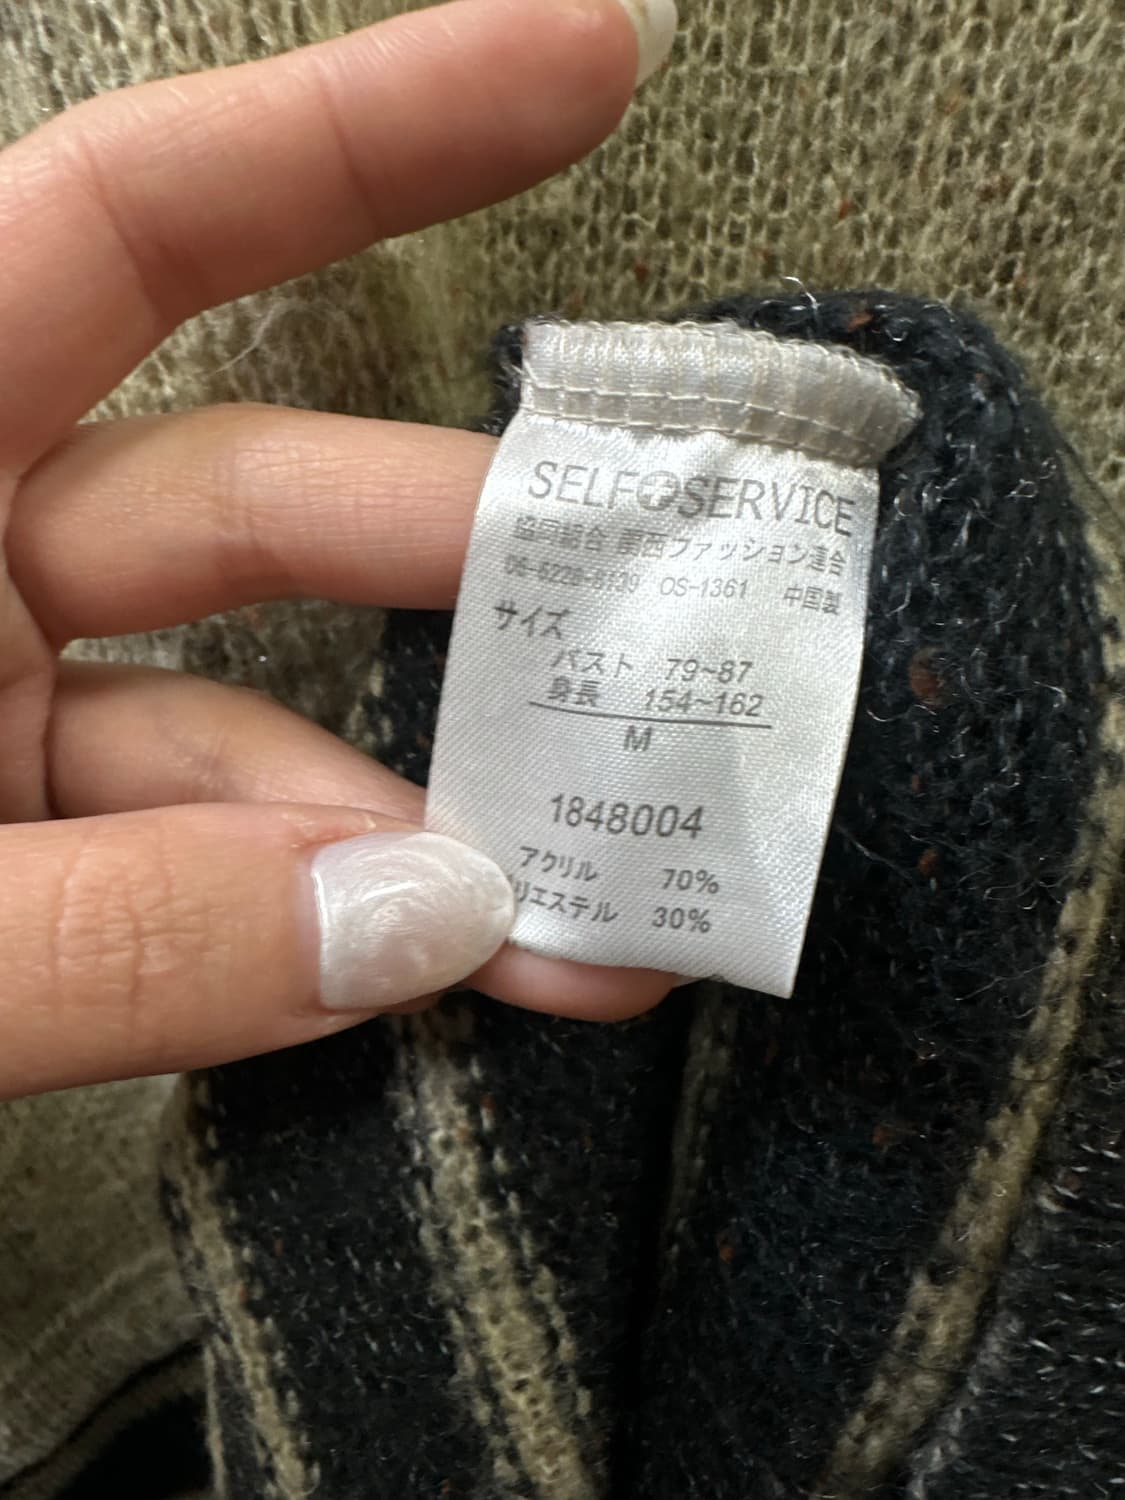 SELF+SERVICE
協同組合 関西ファッション連合
06-6228-6139 OS-1361 中国製
サイズ
バスト 79~87
身長 154~162
M
1848004
アクリル 70%
リエステル 30%